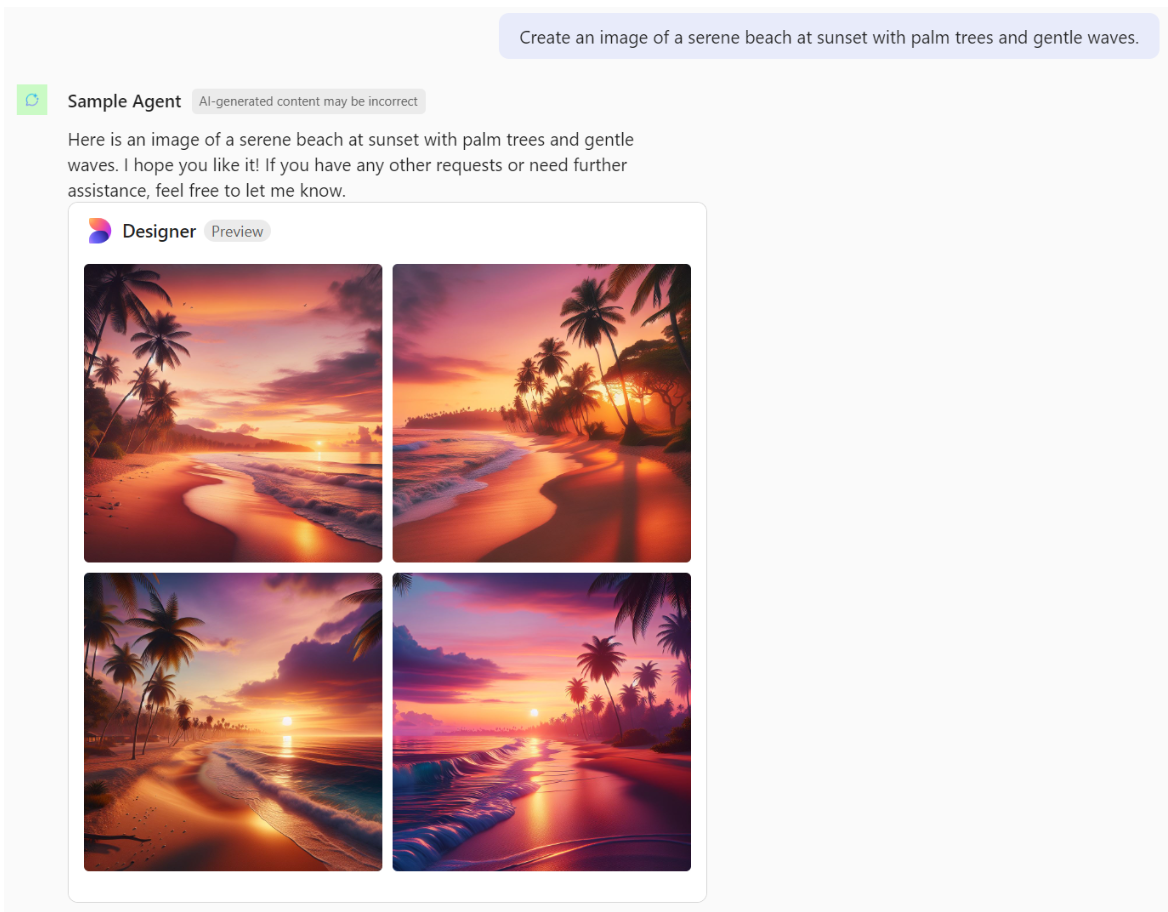 Create an image of a serene beach at sunset with palm trees and gentle waves.
Sample Agent AI-generated content may be incorrect
Here is an image of a serene beach at sunset with palm trees and gentle
waves. I hope you like it! If you have any other requests or need further
assistance, feel free to let me know.
Designer Preview